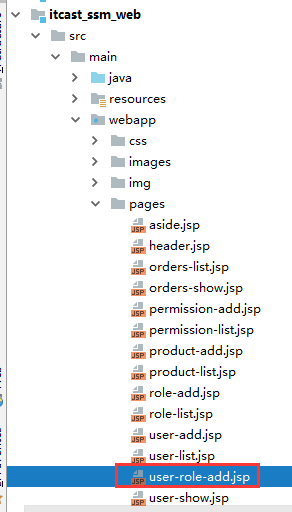 itcast_ssm_web
src
main
java
resources
webapp
css
images
img
pages
aside.jsp
header.jsp
orders-list.jsp
orders-show.jsp
permission-add.jsp
permission-list.jsp
product-add.jsp
product-list.jsp
role-add.jsp
role-list.jsp
user-add.jsp
user-list.jsp
user-role-add.jsp
user-show.jsp